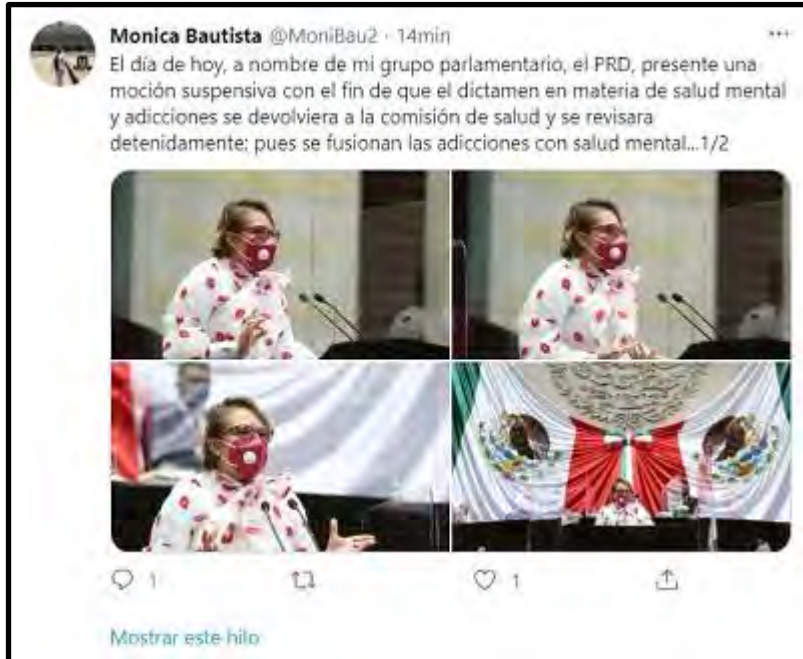 Monica Bautista @MoniBau2 · 14min
El día de hoy, a nombre de mi grupo parlamentario, el PRD, presente una
moción suspensiva con el fin de que el dictamen en materia de salud mental
y adicciones se devolviera a la comisión de salud y se revisara
detenidamente; pues se fusionan las adicciones con salud mental...1/2
1
1
Mostrar este hilo